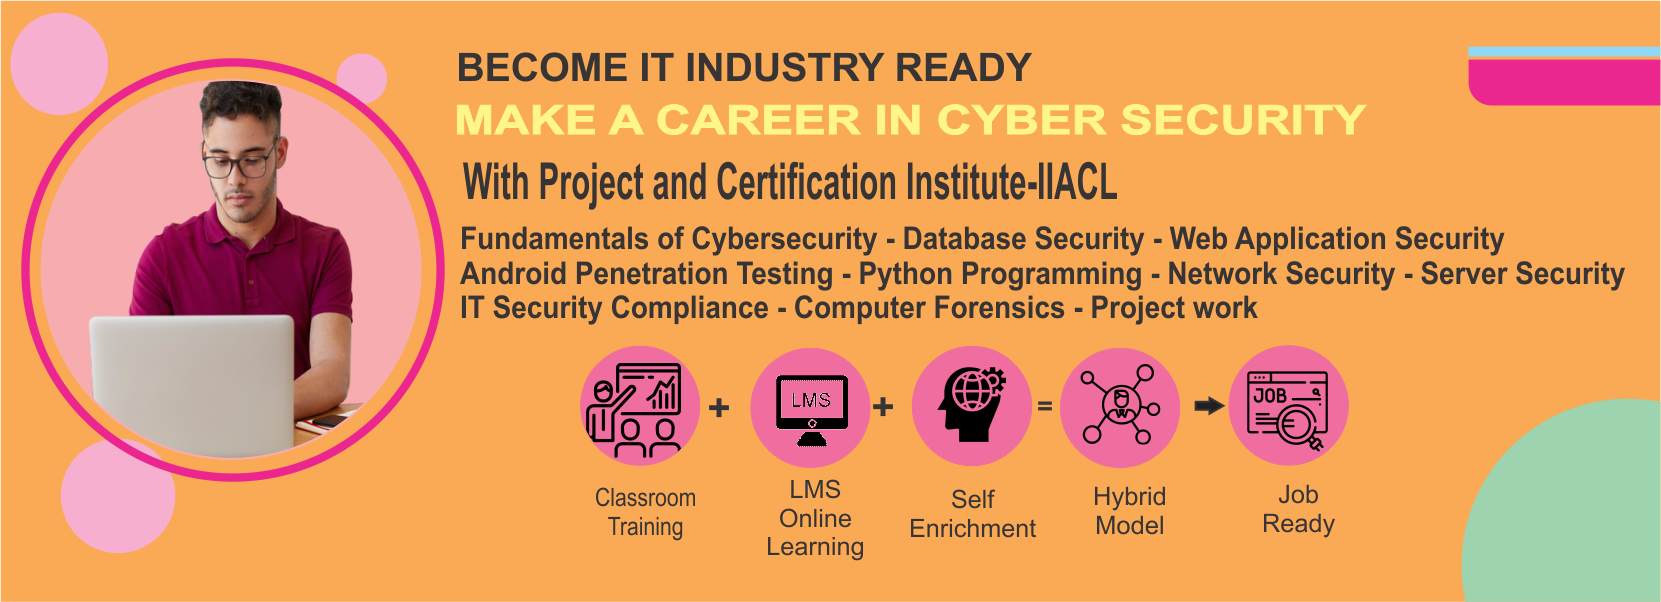 BECOME IT INDUSTRY READY
MAKE A CAREER IN CYBER SECURITY
With Project and Certification Institute-IIACL
Fundamentals of Cybersecurity - Database Security - Web Application Security
Android Penetration Testing - Python Programming - Network Security - Server Security
IT Security Compliance - Computer Forensics - Project work
+
LMS
+
=
JOB
Classroom
Training
LMS
Online
Learning
Self
Enrichment
Hybrid
Model
Job
Ready